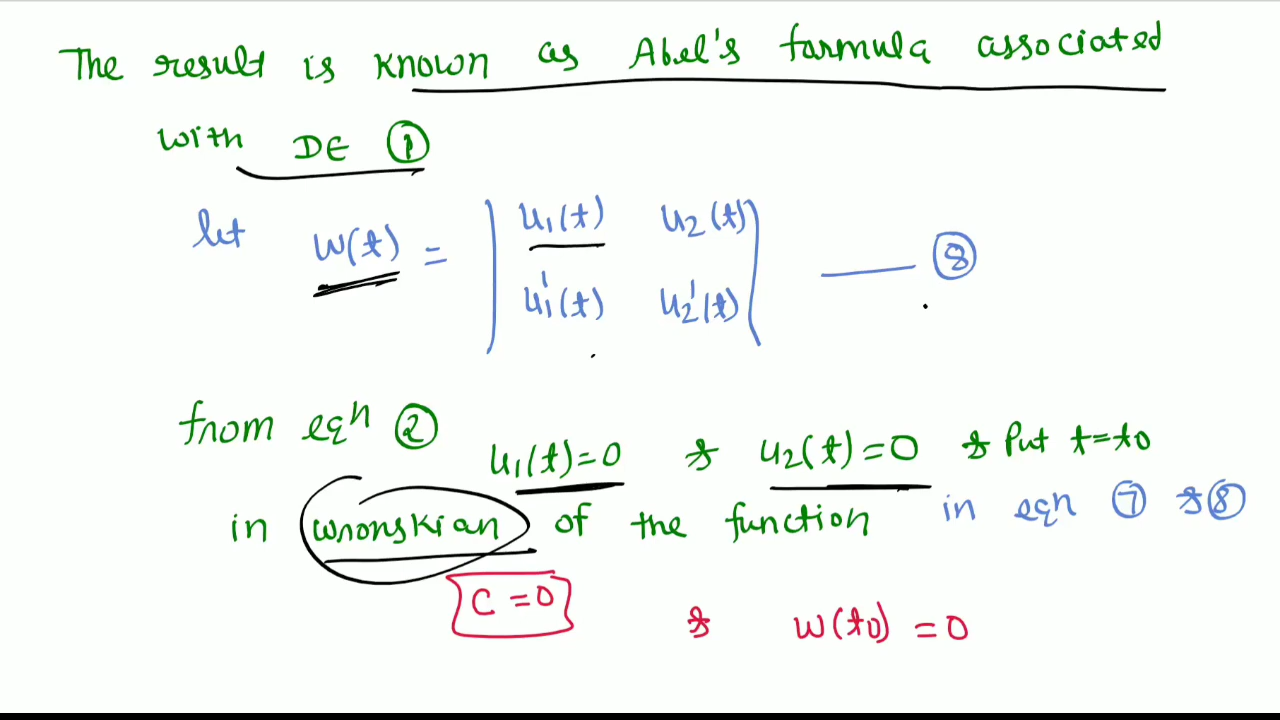 The result is known as Abel's formula associated
with DE ①
let W(t) = | u₁(t) u₂(t) | —— ⑧
| u₁'(t) u₂'(t) |
from eqn ② u₁(t)=0 & u₂(t)=0 & Put t=t₀
in wronskian of the function in eqn ⑦ & ⑧
C = 0 & W(t₀) = 0